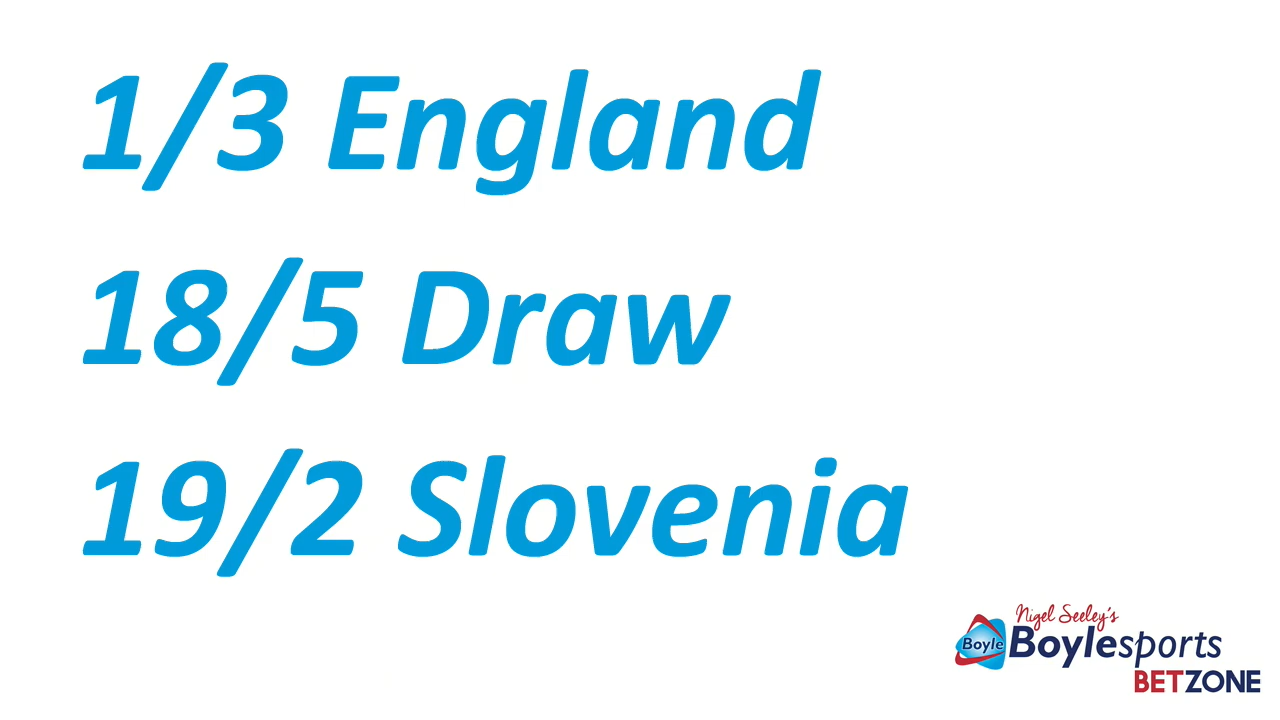 1/3 England
18/5 Draw
19/2 Slovenia
Nigel Seeley's
Boyle Boylesports
BETZONE